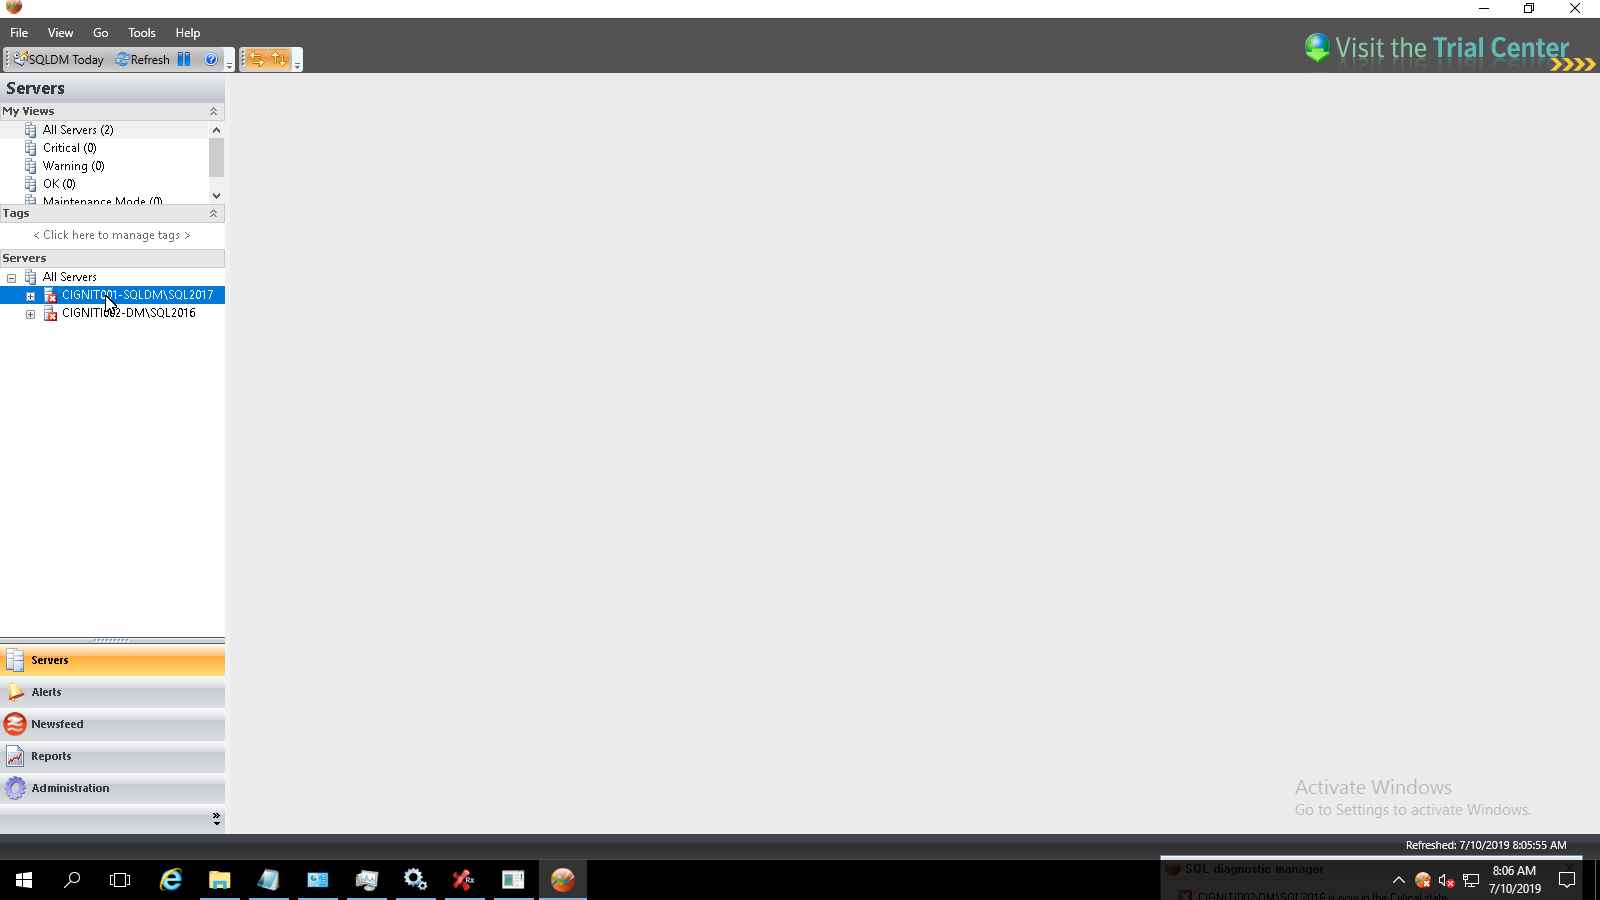 File View Go Tools Help
Visit the Trial Center
SQLDM Today Refresh
Servers
My Views
All Servers (2)
Critical (0)
Warning (0)
OK (0)
Maintenance Mode (0)
Tags
< Click here to manage tags >
Servers
All Servers
CIGNIT001-SQLDM\SQL2017
CIGNITI002-DM\SQL2016
Servers
Alerts
Newsfeed
Reports
Administration
Activate Windows
Go to Settings to activate Windows.
Refreshed: 7/10/2019 8:05:55 AM
SQL diagnostic manager
CIGNITI002-DM\SQL2016 is now in the Critical state
8:06 AM
7/10/2019